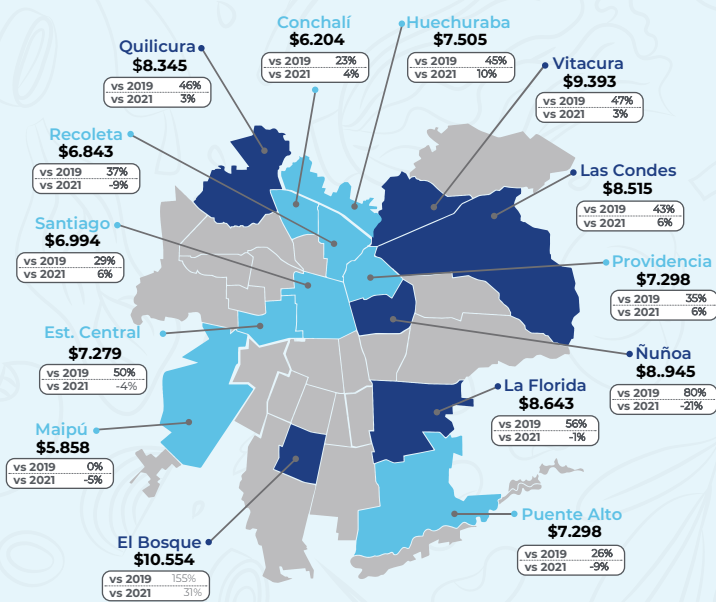 Conchalí
$6.204
vs 2019 23%
vs 2021 4%
Huechuraba
$7.505
vs 2019 45%
vs 2021 10%
Quilicura
$8.345
vs 2019 46%
vs 2021 3%
Vitacura
$9.393
vs 2019 47%
vs 2021 3%
Recoleta
$6.843
vs 2019 37%
vs 2021 -9%
Las Condes
$8.515
vs 2019 43%
vs 2021 6%
Santiago
$6.994
vs 2019 29%
vs 2021 6%
Providencia
$7.298
vs 2019 35%
vs 2021 6%
Est. Central
$7.279
vs 2019 50%
vs 2021 -4%
Ñuñoa
$8..945
vs 2019 80%
vs 2021 -21%
La Florida
$8.643
vs 2019 56%
vs 2021 -1%
Maipú
$5.858
vs 2019 0%
vs 2021 -5%
Puente Alto
$7.298
vs 2019 26%
vs 2021 -9%
El Bosque
$10.554
vs 2019 155%
vs 2021 31%